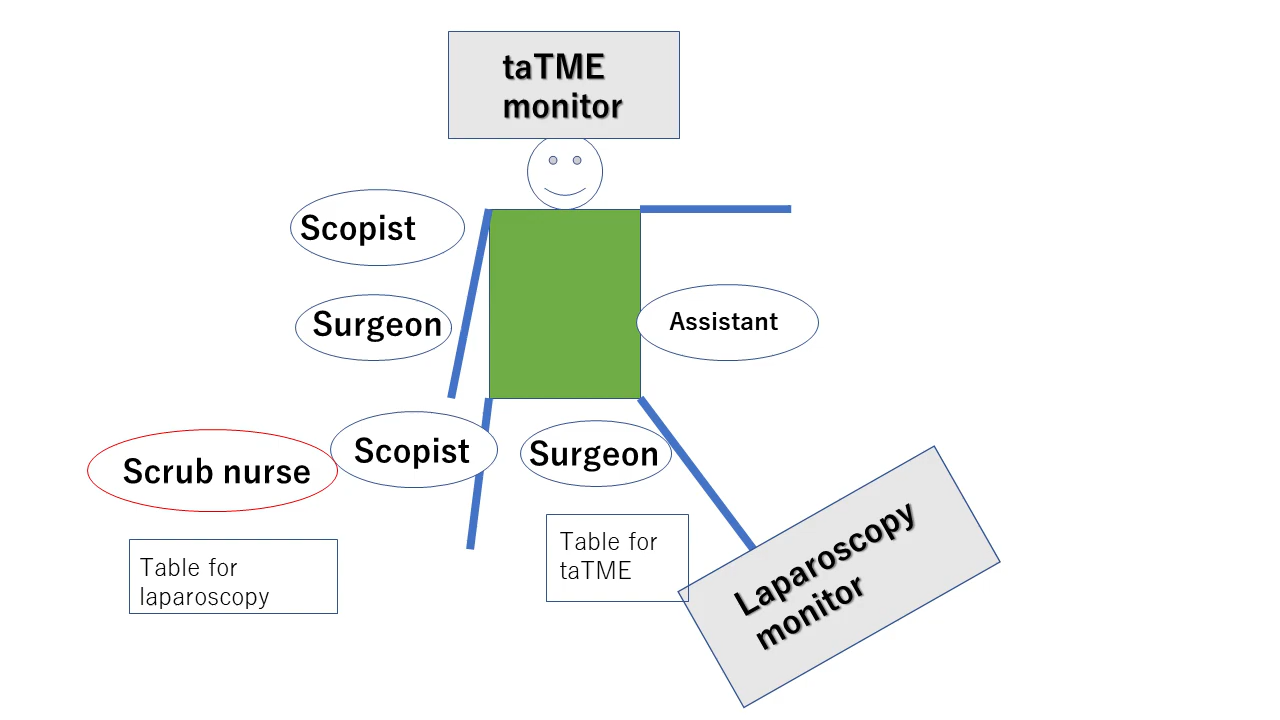 taTME
monitor
Scopist
Surgeon
Assistant
Scopist
Surgeon
Scrub nurse
Table for
taTME
Table for
laparoscopy
Laparoscopy
monitor